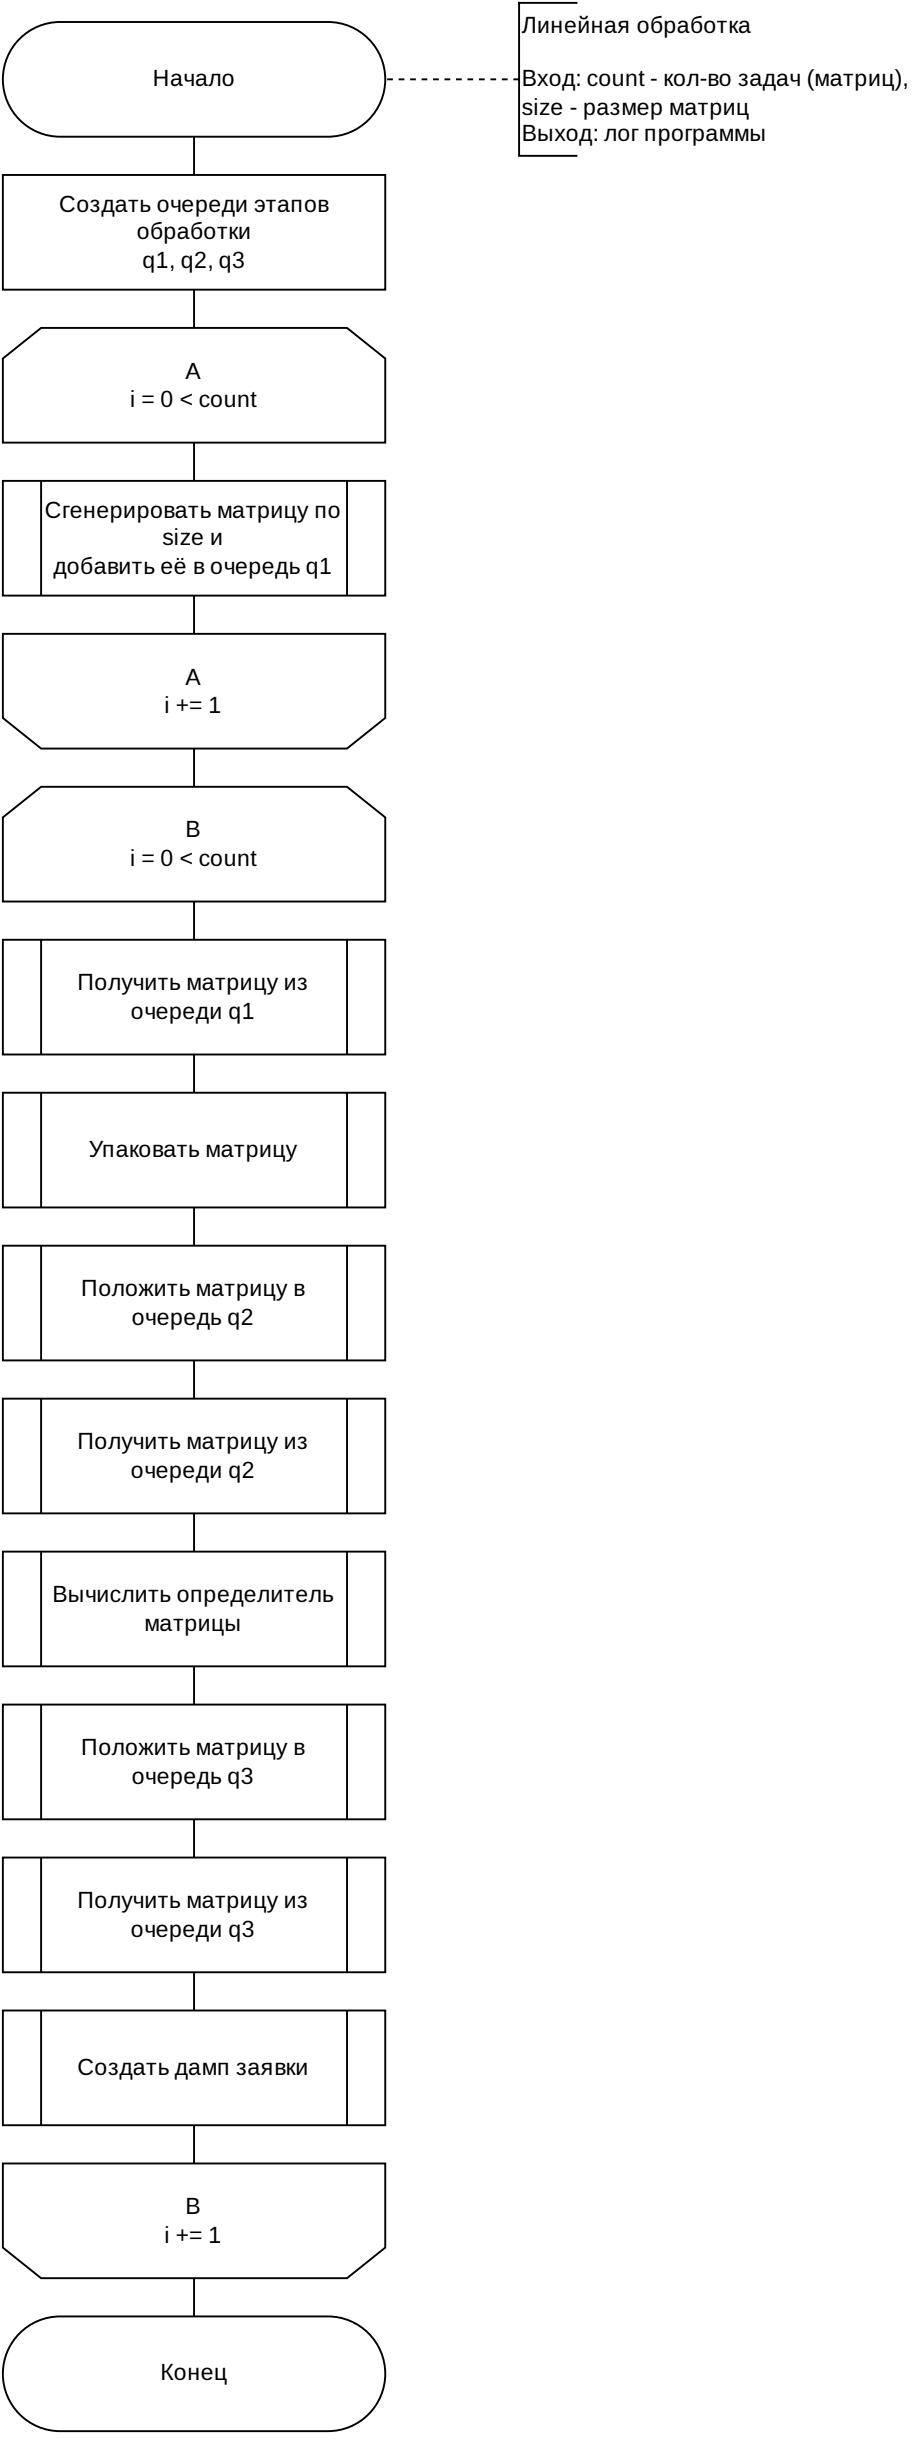 Начало
Линейная обработка
Вход: count - кол-во задач (матриц),
size - размер матриц
Выход: лог программы
Создать очереди этапов
обработки
q1, q2, q3
A
i = 0 < count
Сгенерировать матрицу по
size и
добавить её в очередь q1
A
i += 1
B
i = 0 < count
Получить матрицу из
очереди q1
Упаковать матрицу
Положить матрицу в
очередь q2
Получить матрицу из
очереди q2
Вычислить определитель
матрицы
Положить матрицу в
очередь q3
Получить матрицу из
очереди q3
Создать дамп заявки
B
i += 1
Конец